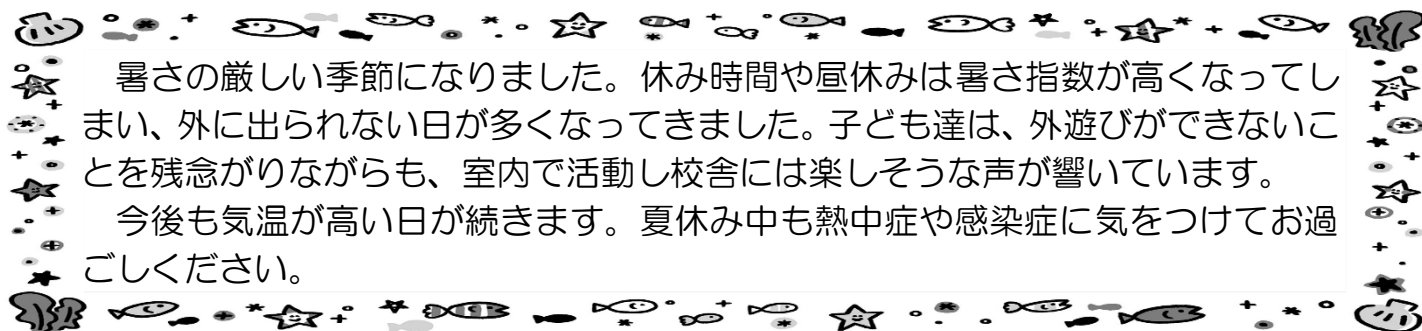 暑さの厳しい季節になりました。休み時間や昼休みは暑さ指数が高くなってし
まい、外に出られない日が多くなってきました。子ども達は、外遊びができないこ
とを残念がりながらも、室内で活動し校舎には楽しそうな声が響いています。
　今後も気温が高い日が続きます。夏休み中も熱中症や感染症に気をつけてお過
ごしください。